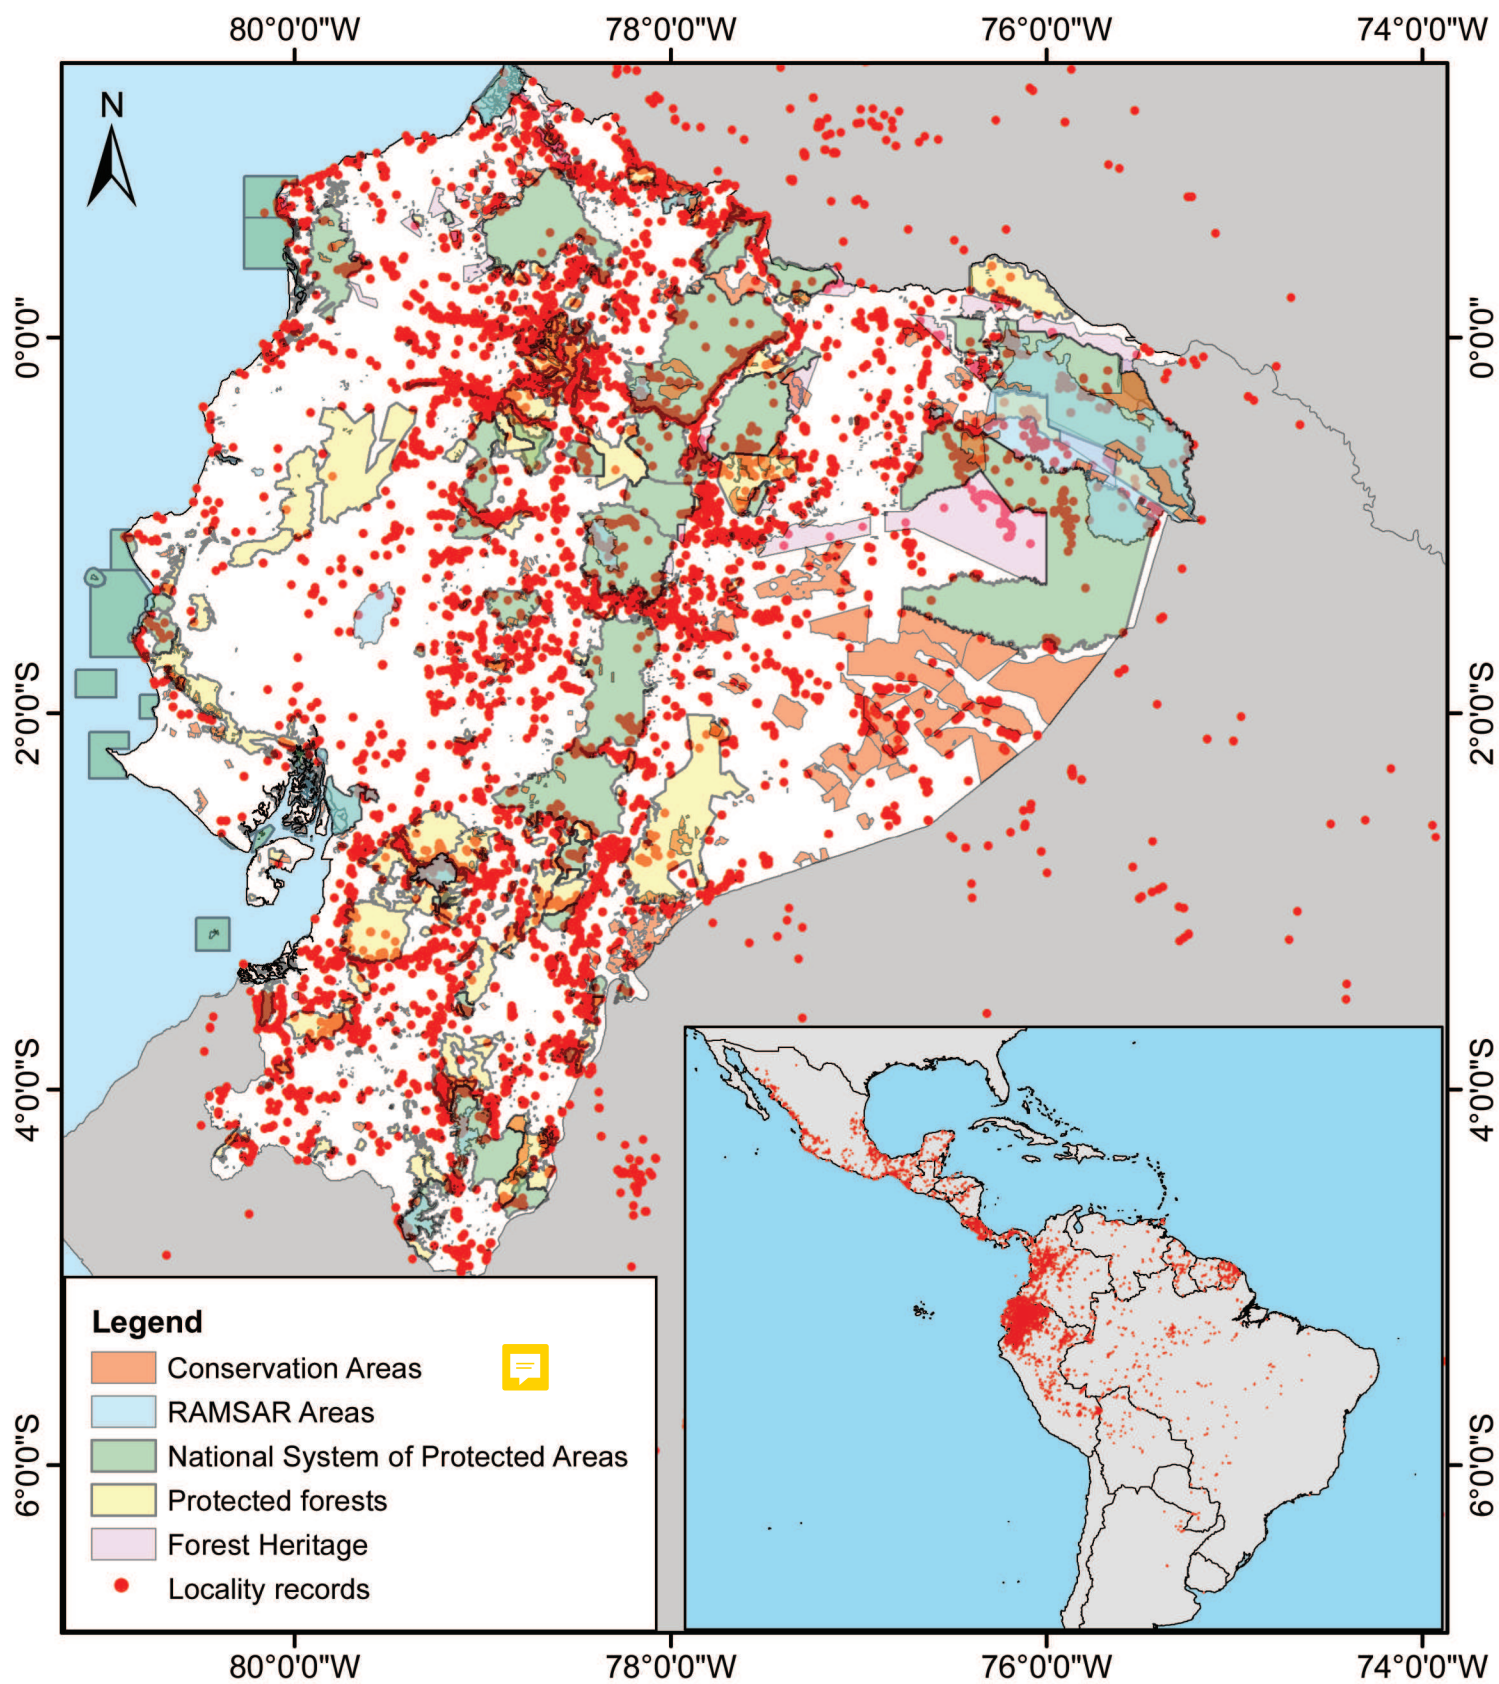 80°0'0"W 78°0'0"W 76°0'0"W 74°0'0"W
N
0°0'0" 0°0'0"
2°0'0"S 2°0'0"S
4°0'0"S 4°0'0"S
6°0'0"S 6°0'0"S
Legend
Conservation Areas
RAMSAR Areas
National System of Protected Areas
Protected forests
Forest Heritage
Locality records
80°0'0"W 78°0'0"W 76°0'0"W 74°0'0"W